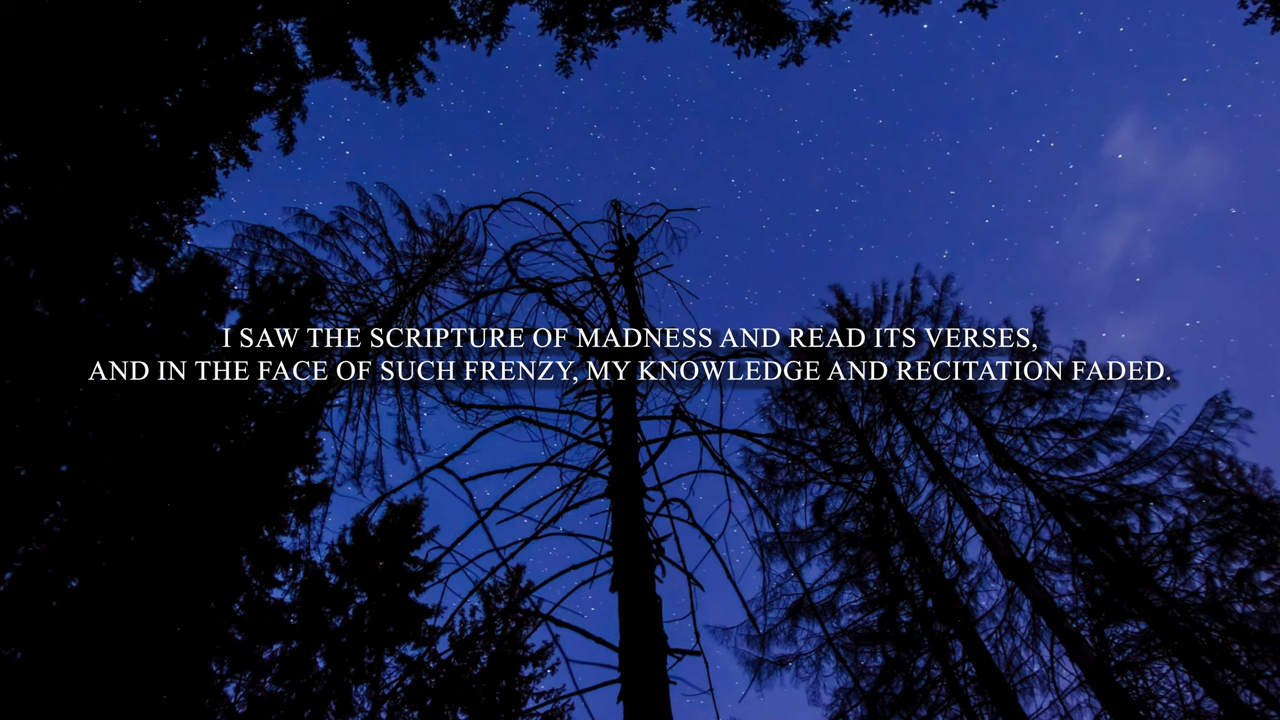 I SAW THE SCRIPTURE OF MADNESS AND READ ITS VERSES,
AND IN THE FACE OF SUCH FRENZY, MY KNOWLEDGE AND RECITATION FADED.